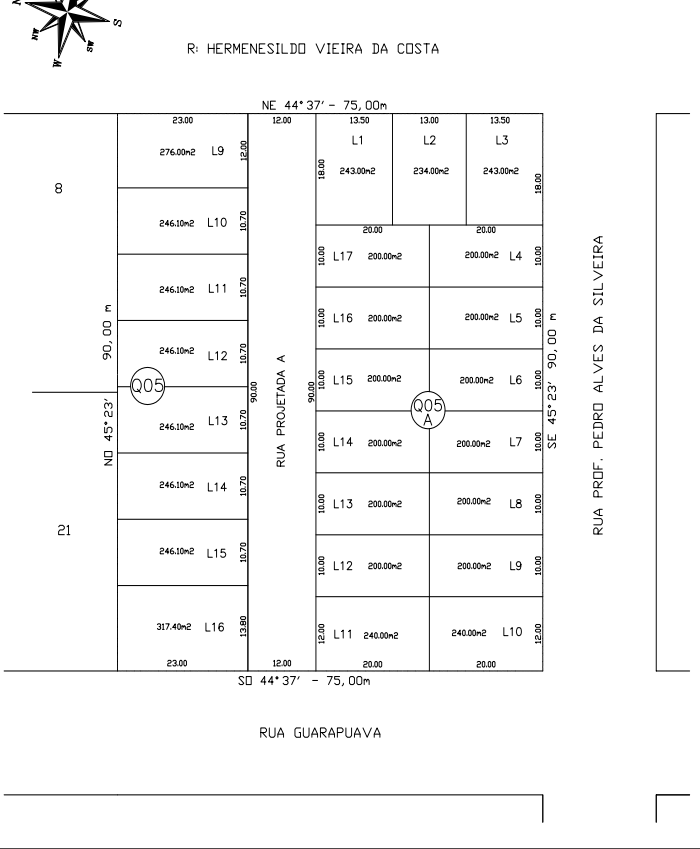 N
S
NW
SW
W
R: HERMENESILDO VIEIRA DA COSTA
NE 44°37' - 75,00m
23.00
12.00
13.50
13.00
13.50
L1
L2
L3
276.00m2 L9
12.00
18.00
243.00m2
234.00m2
243.00m2
18.00
8
246.10m2 L10
10.70
20.00
20.00
10.00
L17 200.00m2
200.00m2 L4
10.00
246.10m2 L11
10.70
10.00
L16 200.00m2
200.00m2 L5
10.00
246.10m2 L12
10.70
10.00
L15 200.00m2
200.00m2 L6
10.00
NO 45°23' 90,00 m
Q05
90.00
RUA PROJETADA A
90.00
Q05
A
SE 45°23' 90,00 m
RUA PROF. PEDRO ALVES DA SILVEIRA
246.10m2 L13
10.70
10.00
L14 200.00m2
200.00m2 L7
10.00
246.10m2 L14
10.70
10.00
L13 200.00m2
200.00m2 L8
10.00
21
246.10m2 L15
10.70
10.00
L12 200.00m2
200.00m2 L9
10.00
317.40m2 L16
13.80
12.00
L11 240.00m2
240.00m2 L10
12.00
23.00
12.00
20.00
20.00
SO 44°37' - 75,00m
RUA GUARAPUAVA